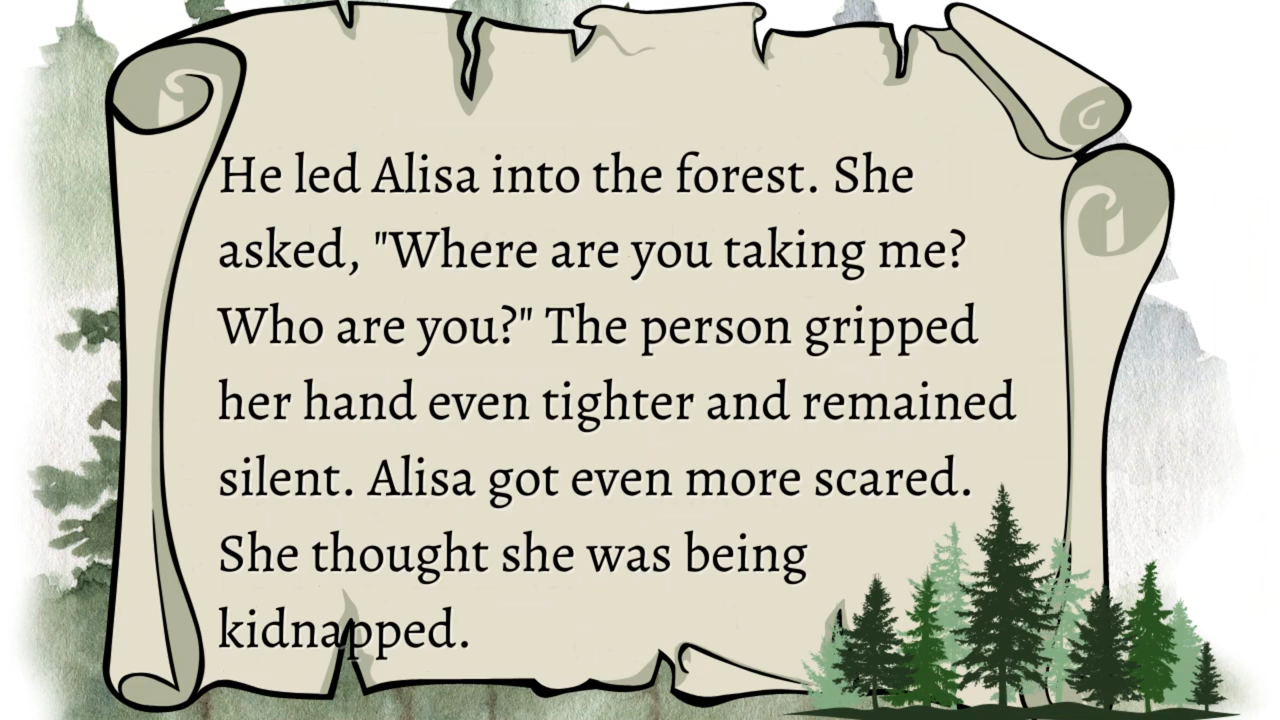 He led Alisa into the forest. She
asked, "Where are you taking me?
Who are you?" The person gripped
her hand even tighter and remained
silent. Alisa got even more scared.
She thought she was being
kidnapped.